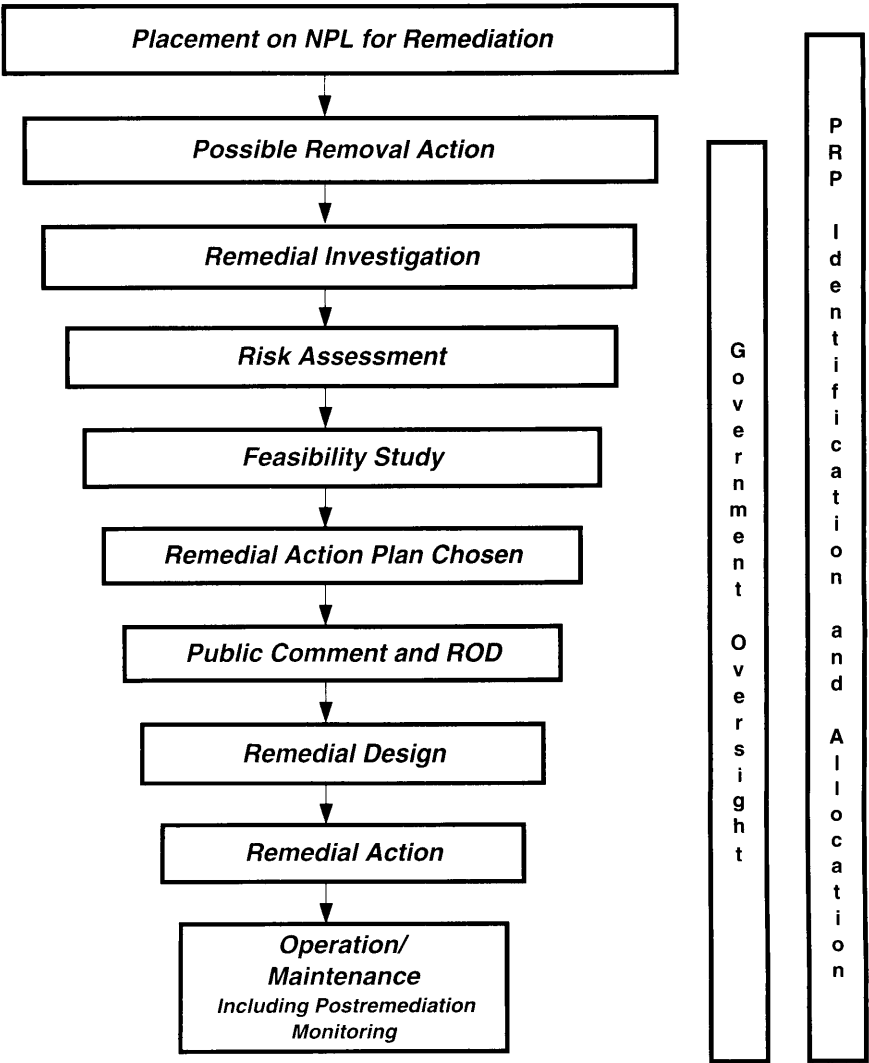 Placement on NPL for Remediation
Possible Removal Action
Remedial Investigation
Risk Assessment
Feasibility Study
Remedial Action Plan Chosen
Public Comment and ROD
Remedial Design
Remedial Action
Operation/
Maintenance
Including Postremediation
Monitoring
Government Oversight
PRP Identification and Allocation